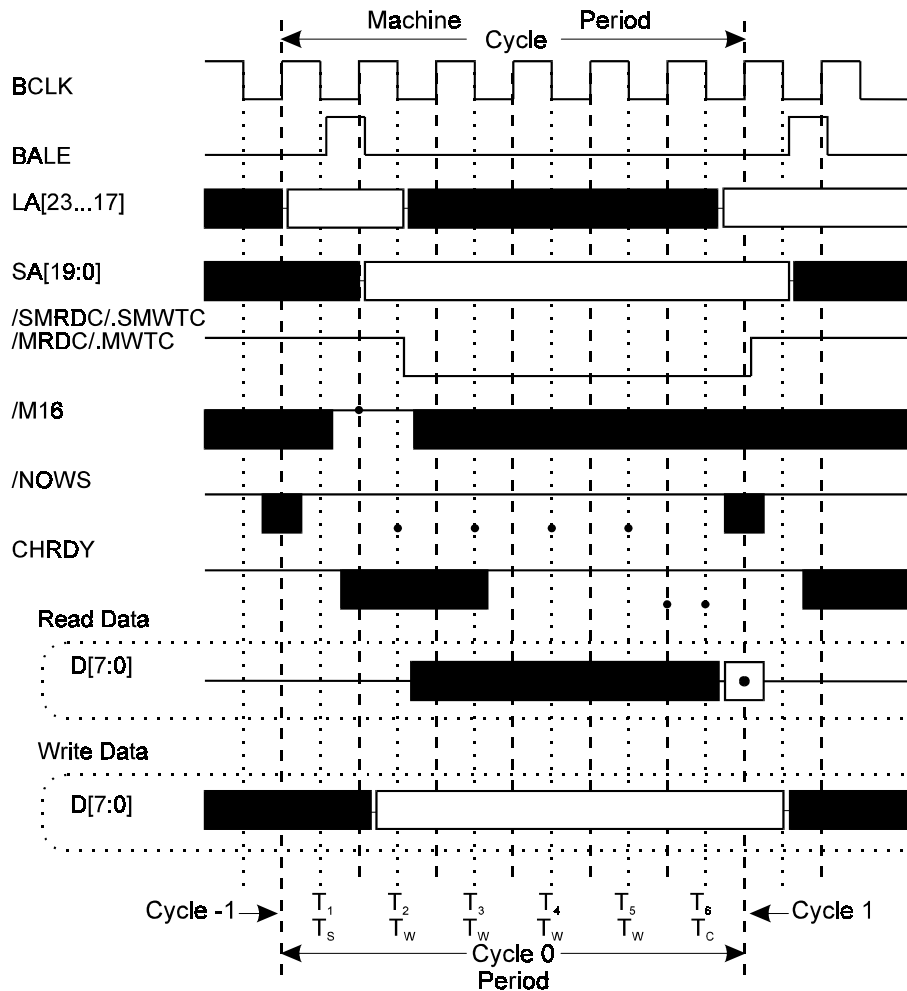 Machine Period
Cycle
BCLK
BALE
LA[23...17]
SA[19:0]
/SMRDC/.SMWTC
/MRDC/.MWTC
/M16
/NOWS
CHRDY
Read Data
D[7:0]
Write Data
D[7:0]
T1 T2 T3 T4 T5 T6
Cycle -1 Cycle 1
TS TW TW TW TW TC
Cycle 0
Period